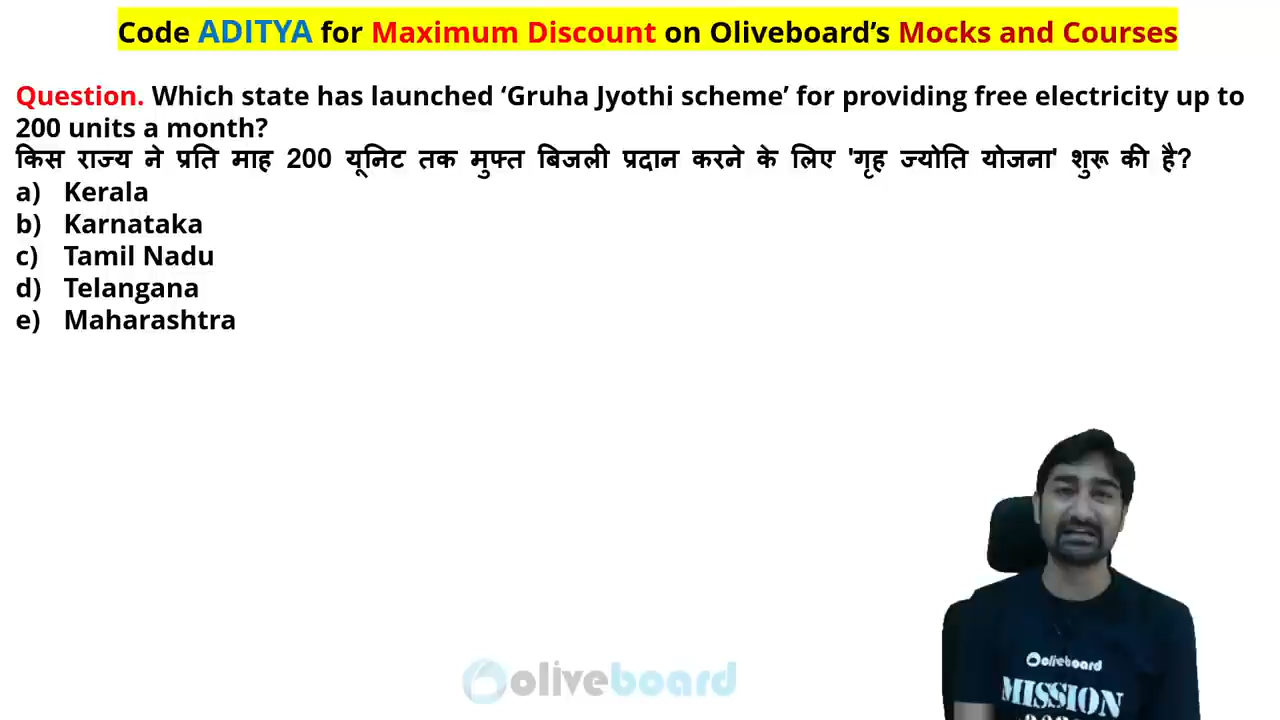 Code ADITYA for Maximum Discount on Oliveboard’s Mocks and Courses
Question. Which state has launched ‘Gruha Jyothi scheme’ for providing free electricity up to
200 units a month?
किस राज्य ने प्रति माह 200 यूनिट तक मुफ्त बिजली प्रदान करने के लिए 'गृह ज्योति योजना' शुरू की है?
a) Kerala
b) Karnataka
c) Tamil Nadu
d) Telangana
e) Maharashtra
oliveboard
MISSION
oliveboard